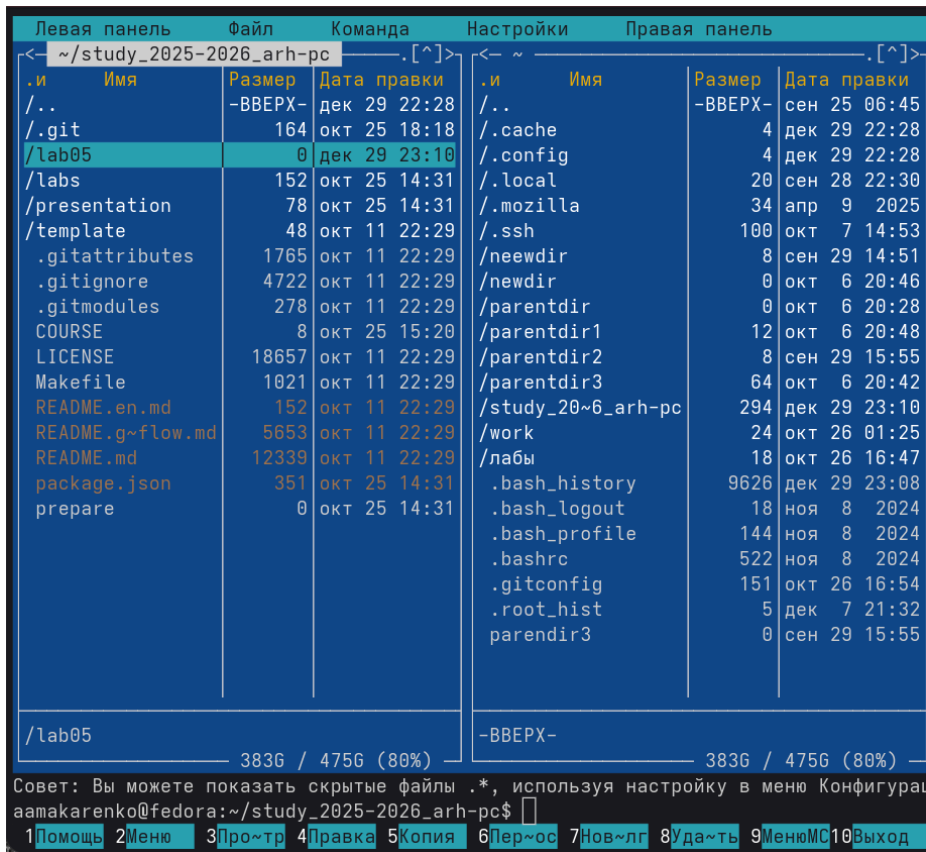 Левая панель Файл Команда Настройки Правая панель
<— ~/study_2025-2026_arh-pc .[^]> <— ~ .[^]>
.и Имя Размер Дата правки .и Имя Размер Дата правки
/.. -ВВЕРХ- дек 29 22:28 /.. -ВВЕРХ- сен 25 06:45
/.git 164 окт 25 18:18 /.cache 4 дек 29 22:28
/lab05 0 дек 29 23:10 /.config 4 дек 29 22:28
/labs 152 окт 25 14:31 /.local 20 сен 28 22:30
/presentation 78 окт 25 14:31 /.mozilla 34 апр 9 2025
/template 48 окт 11 22:29 /.ssh 100 окт 7 14:53
.gitattributes 1765 окт 11 22:29 /neewdir 8 сен 29 14:51
.gitignore 4722 окт 11 22:29 /newdir 0 окт 6 20:46
.gitmodules 278 окт 11 22:29 /parentdir 0 окт 6 20:28
COURSE 8 окт 25 15:20 /parentdir1 12 окт 6 20:48
LICENSE 18657 окт 11 22:29 /parentdir2 8 сен 29 15:55
Makefile 1021 окт 11 22:29 /parentdir3 64 окт 6 20:42
README.en.md 152 окт 11 22:29 /study_20~6_arh-pc 294 дек 29 23:10
README.g~flow.md 5653 окт 11 22:29 /work 24 окт 26 01:25
README.md 12339 окт 11 22:29 /лабы 18 окт 26 16:47
package.json 351 окт 25 14:31 .bash_history 9626 дек 29 23:08
prepare 0 окт 25 14:31 .bash_logout 18 ноя 8 2024
.bash_profile 144 ноя 8 2024
.bashrc 522 ноя 8 2024
.gitconfig 151 окт 26 16:54
.root_hist 5 дек 7 21:32
parendir3 0 сен 29 15:55
/lab05 -ВВЕРХ-
383G / 475G (80%) 383G / 475G (80%)
Совет: Вы можете показать скрытые файлы .*, используя настройку в меню Конфигурац
aamakarenko@fedora:~/study_2025-2026_arh-pc$
1Помощь 2Меню 3Про~тр 4Правка 5Копия 6Пер~ос 7Нов~лг 8Уда~ть 9МенюМС 10Выход